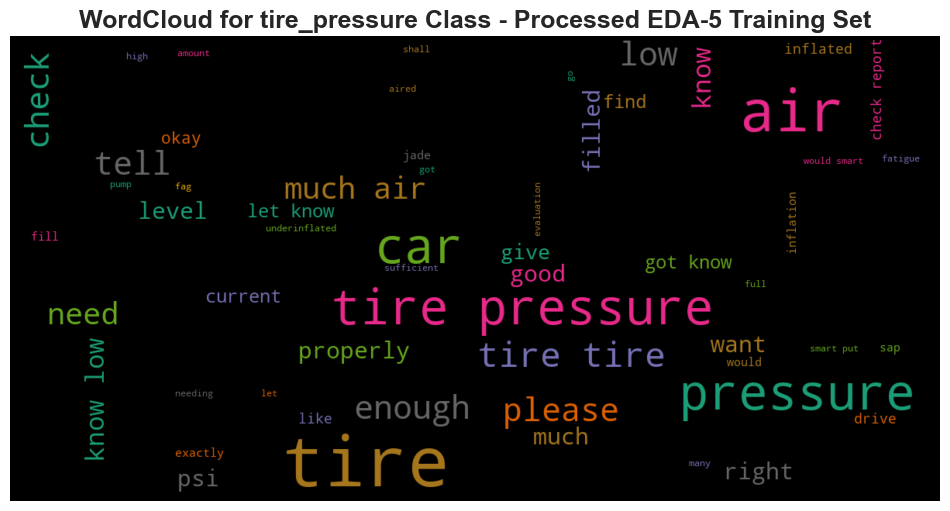 WordCloud for tire_pressure Class - Processed EDA-5 Training Set
high
amount
shall
low
know
inflated
check report
check
go
aired
filled
find
air
okay
tell
jade
got
would smart
fatigue
pump
fag
much air
level
let know
underinflated
evaluation
inflation
fill
car
sufficient
give
good
got know
full
current
need
tire pressure
properly
tire tire
want
would
smart put
sap
know low
needing
let
like
enough
please
much
pressure
drive
exactly
psi
tire
many
right